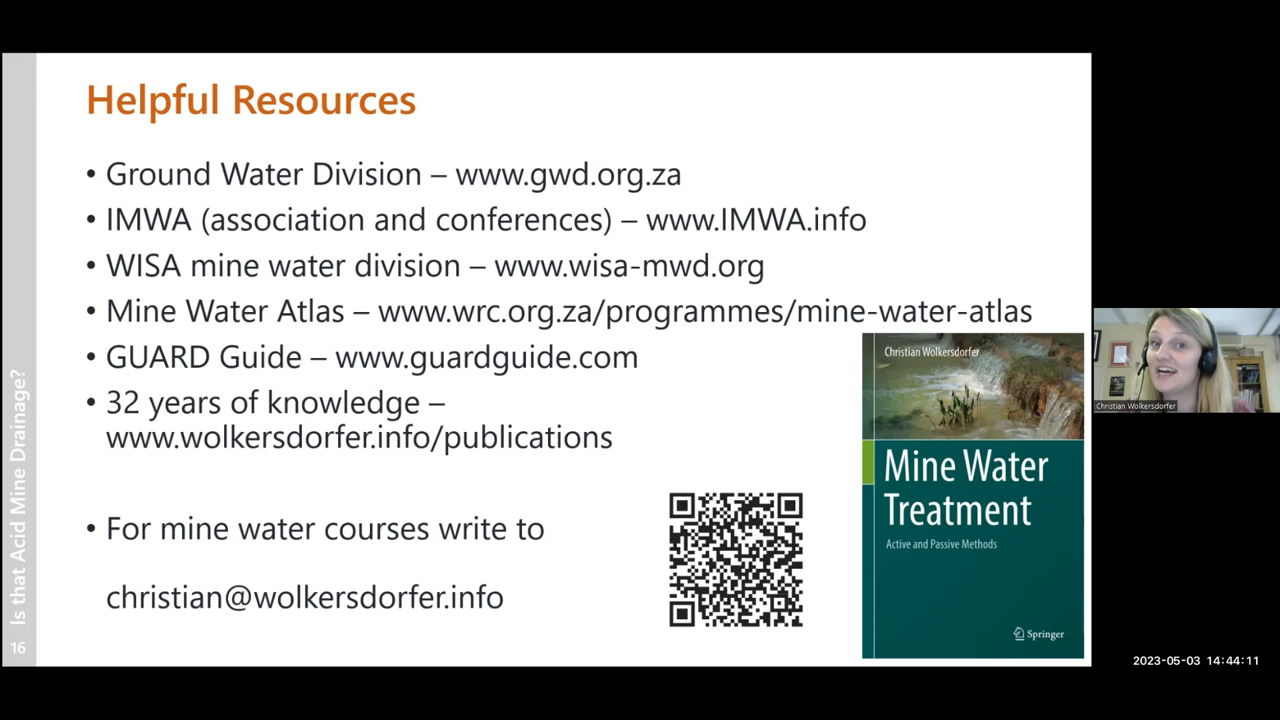 Helpful Resources
• Ground Water Division – www.gwd.org.za
• IMWA (association and conferences) – www.IMWA.info
• WISA mine water division – www.wisa-mwd.org
• Mine Water Atlas – www.wrc.org.za/programmes/mine-water-atlas
• GUARD Guide – www.guardguide.com
• 32 years of knowledge –
www.wolkersdorfer.info/publications
• For mine water courses write to
christian@wolkersdorfer.info
Christian Wolkersdorfer
Mine Water
Treatment
Active and Passive Methods
Springer
Is that Acid Mine Drainage?
16
Christian Wolkersdorfer
2023-05-03 14:44:11